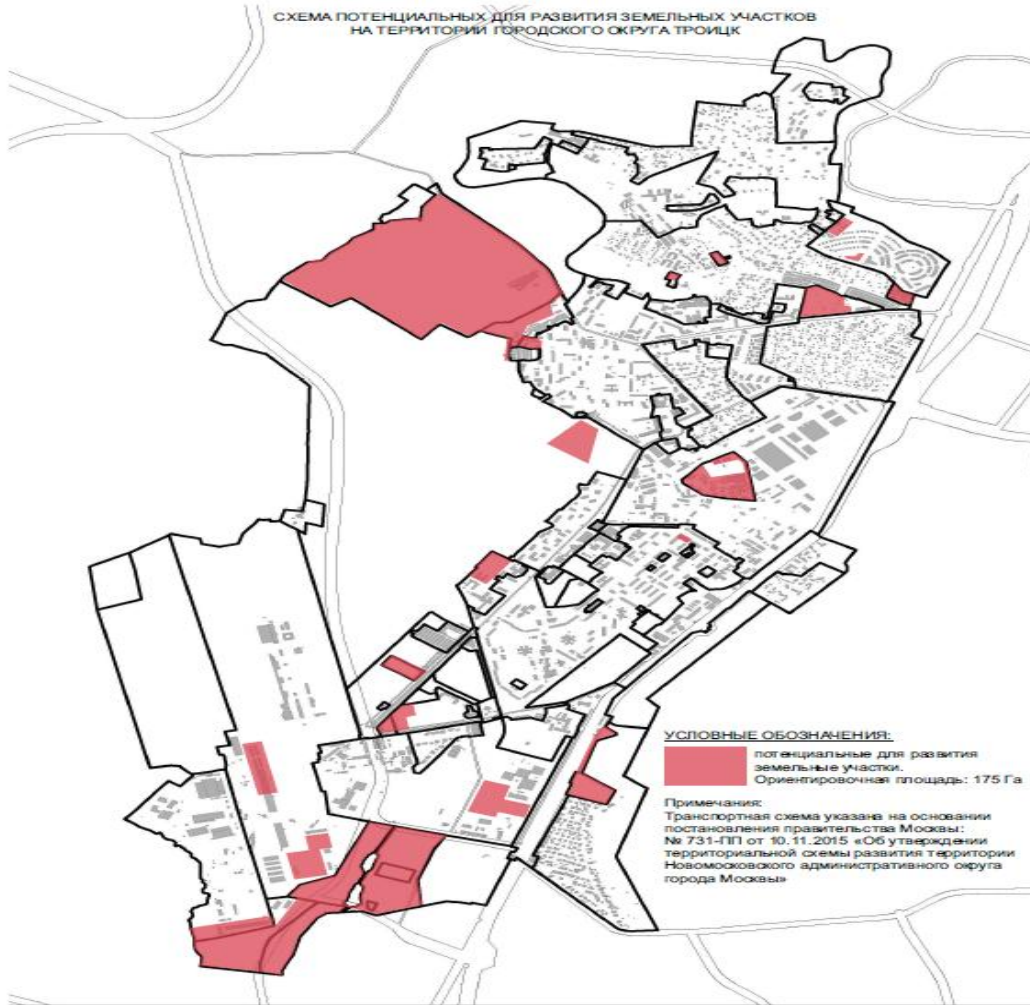 СХЕМА ПОТЕНЦИАЛЬНЫХ ДЛЯ РАЗВИТИЯ ЗЕМЕЛЬНЫХ УЧАСТКОВ
НА ТЕРРИТОРИИ ГОРОДСКОГО ОКРУГА ТРОИЦК
УСЛОВНЫЕ ОБОЗНАЧЕНИЯ:
потенциальные для развития
земельные участки.
Ориентировочная площадь: 175 Га
Примечания:
Транспортная схема указана на основании
постановления правительства Москвы:
№ 731-ПП от 10.11.2015 «Об утверждении
территориальной схемы развития территории
Новомосковского административного округа
города Москвы»